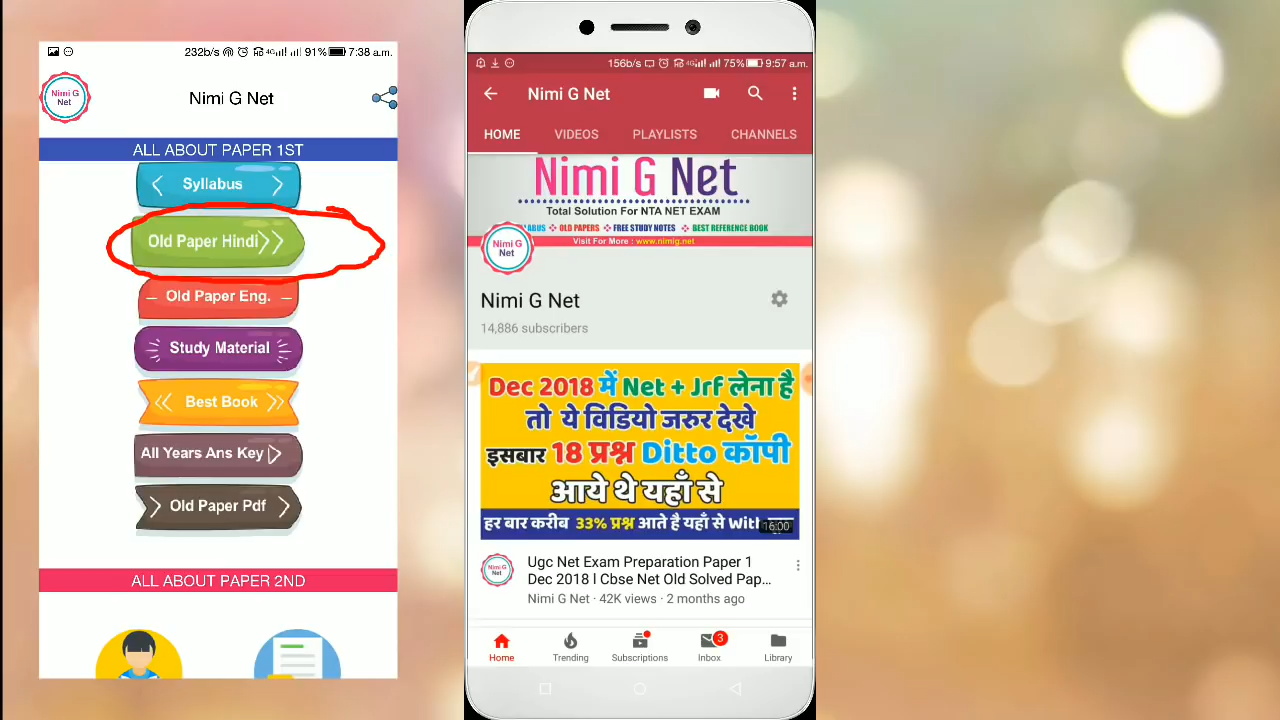 232b/s 4G 91% 7:38 a.m.
Nimi G
Net
Nimi G Net
ALL ABOUT PAPER 1ST
Syllabus
Old Paper Hindi
Old Paper Eng.
Study Material
Best Book
All Years Ans Key
Old Paper Pdf
ALL ABOUT PAPER 2ND
156b/s 4G 75% 9:57 a.m.
Nimi G Net
HOME VIDEOS PLAYLISTS CHANNELS
Nimi G Net
Total Solution For NTA NET EXAM
ABUS ❖ OLD PAPERS ❖ FREE STUDY NOTES ❖ BEST REFERENCE BOOK
Visit For More : www.nimig.net
Nimi G
Net
Nimi G Net
14,886 subscribers
Dec 2018 में Net + Jrf लेना है
तो ये विडियो जरुर देखे
इसबार 18 प्रश्न Ditto कॉपी
आये थे यहाँ से
हर बार करीब 33% प्रश्न आते है यहाँ से With
16:00
Nimi G
Net
Ugc Net Exam Preparation Paper 1
Dec 2018 l Cbse Net Old Solved Pap...
Nimi G Net · 42K views · 2 months ago
3
Home Trending Subscriptions Inbox Library